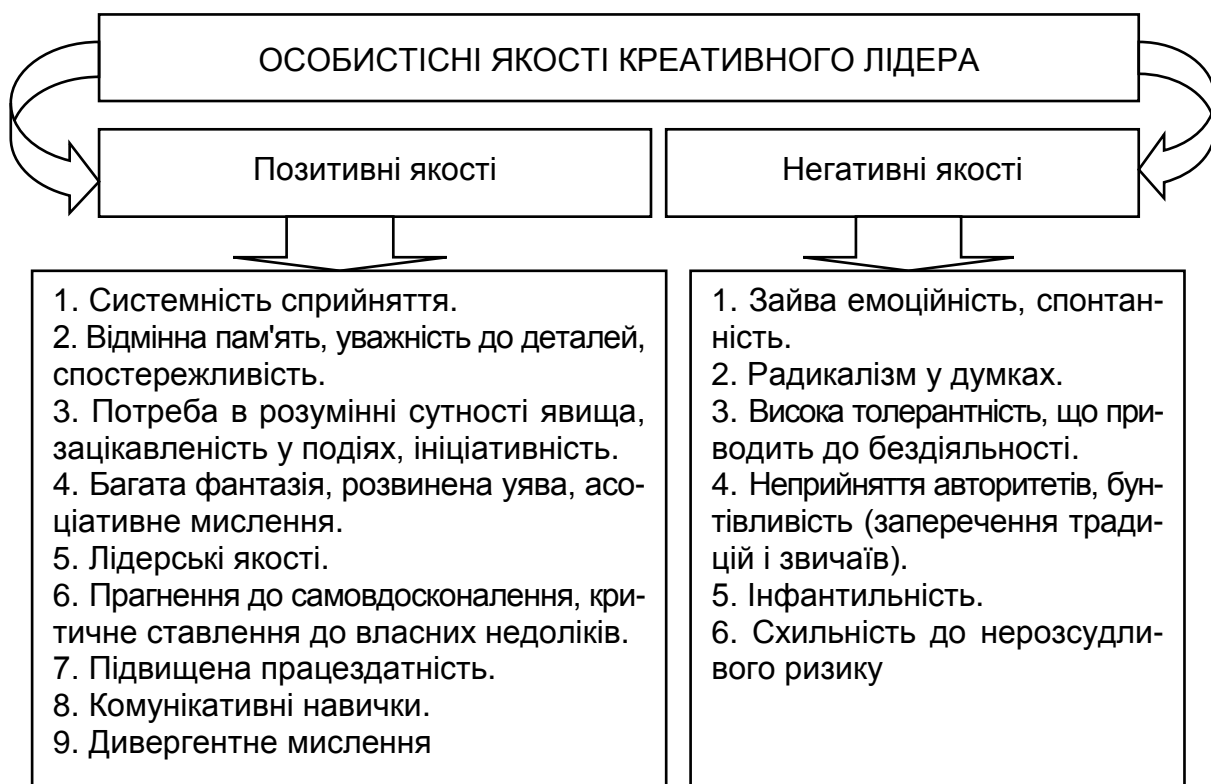 ОСОБИСТІСНІ ЯКОСТІ КРЕАТИВНОГО ЛІДЕРА
Позитивні якості
Негативні якості
1. Системність сприйняття.
2. Відмінна пам'ять, уважність до деталей,
спостережливість.
3. Потреба в розумінні сутності явища,
зацікавленість у подіях, ініціативність.
4. Багата фантазія, розвинена уява, асо-
ціативне мислення.
5. Лідерські якості.
6. Прагнення до самовдосконалення, кри-
тичне ставлення до власних недоліків.
7. Підвищена працездатність.
8. Комунікативні навички.
9. Дивергентне мислення
1. Зайва емоційність, спонтан-
ність.
2. Радикалізм у думках.
3. Висока толерантність, що при-
водить до бездіяльності.
4. Неприйняття авторитетів, бун-
тівливість (заперечення тради-
цій і звичаїв).
5. Інфантильність.
6. Схильність до нерозсудли-
вого ризику